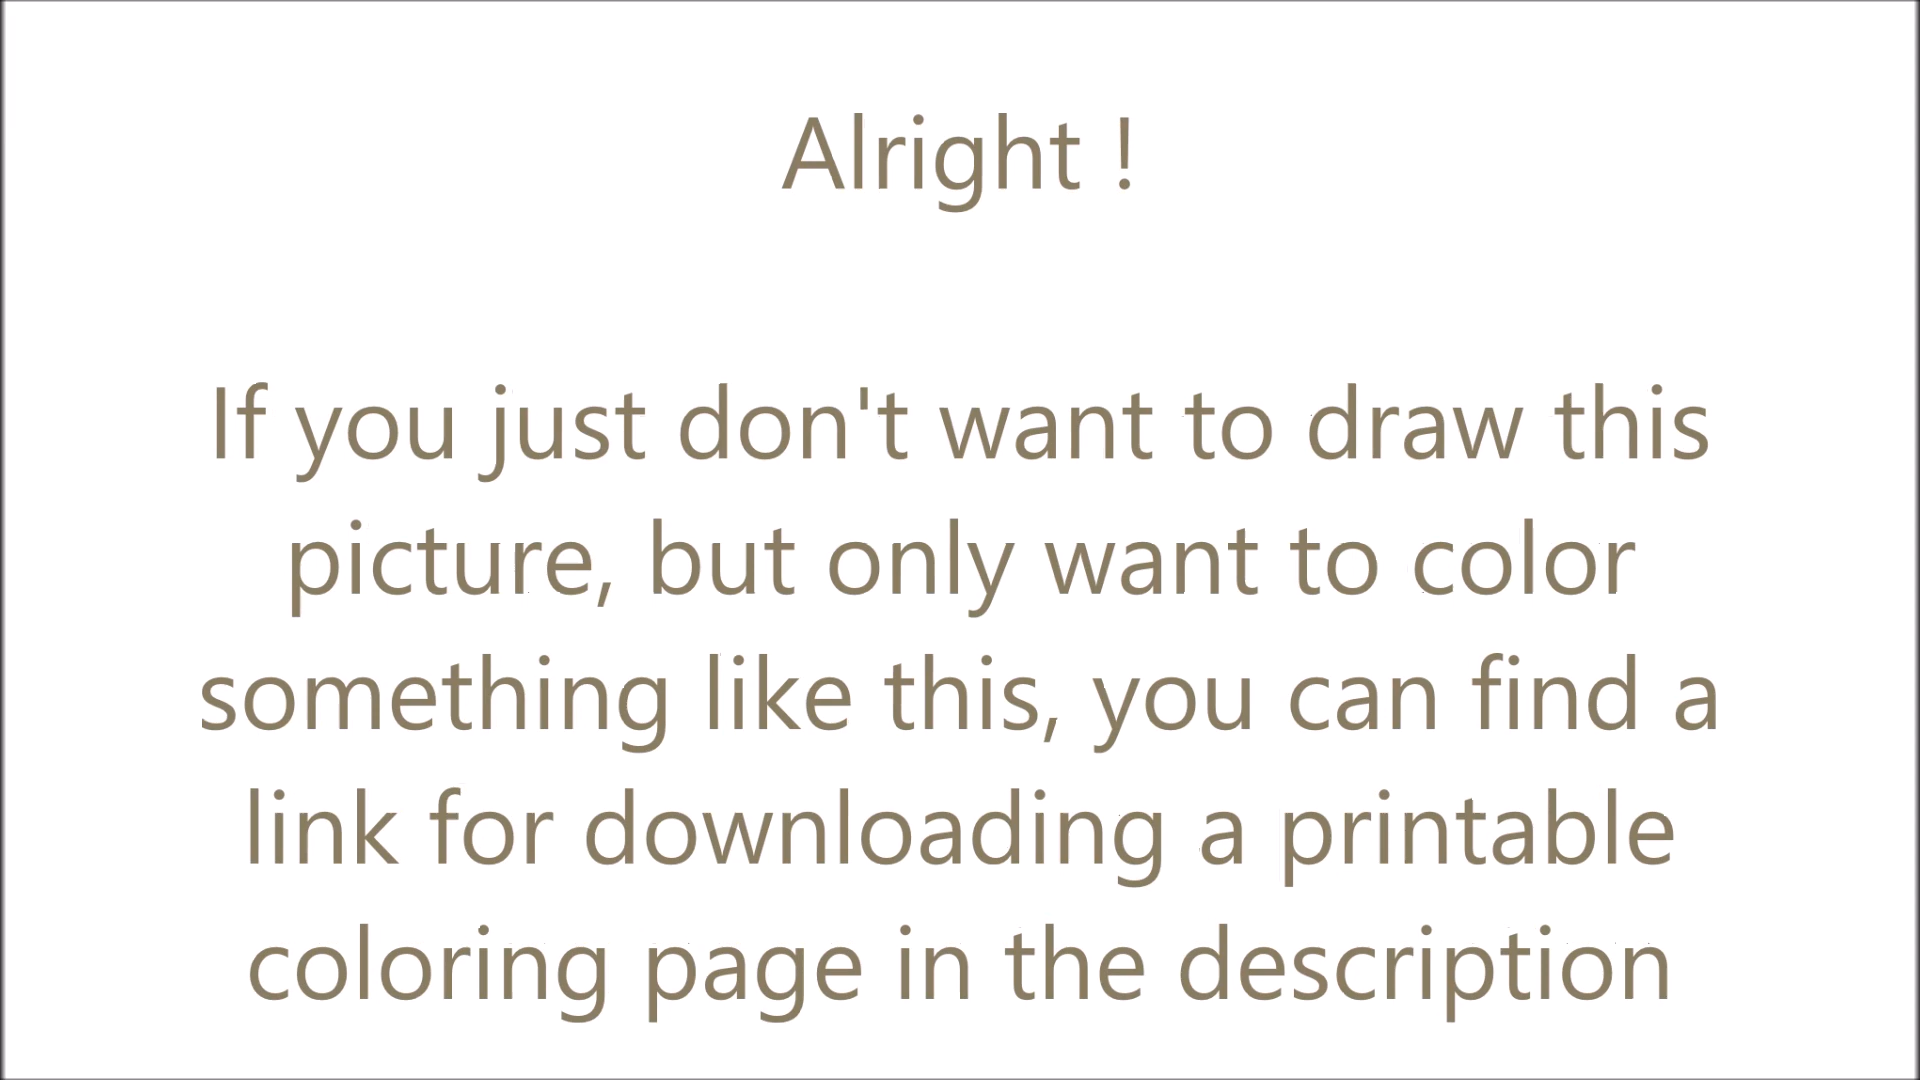 Alright !
If you just don't want to draw this
picture, but only want to color
something like this, you can find a
link for downloading a printable
coloring page in the description